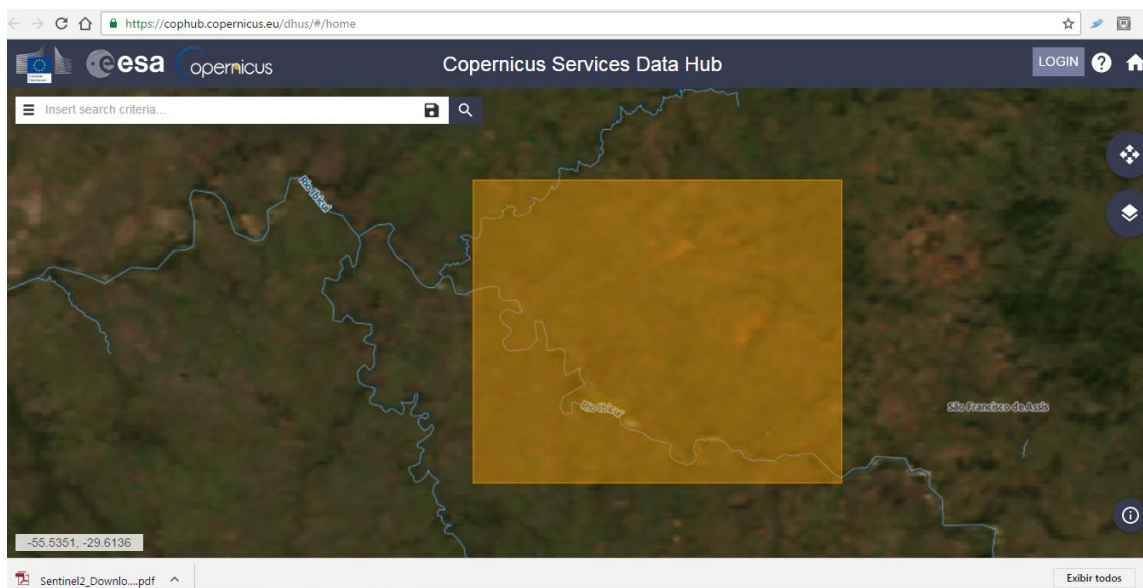 https://cophub.copernicus.eu/dhus/#/home
esa
opernicus
Copernicus Services Data Hub
LOGIN
?
Insert search criteria...
Rio Ibicuí
Rio Ibicuí
São Francisco de Assis
-55.5351, -29.6136
Sentinel2_Downlo....pdf
Exibir todos